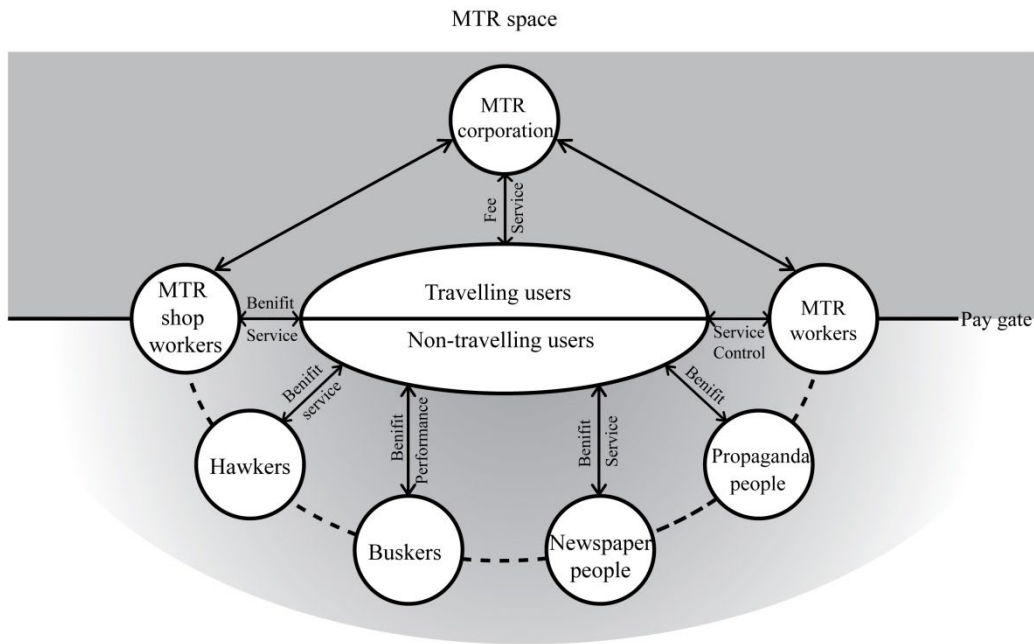 MTR space
MTR
corporation
Fee
Service
MTR
shop
workers
Benifit
Service
Travelling users
Non-travelling users
Service
Control
MTR
workers
Pay gate
Benifit
service
Benifit
Performance
Benifit
Service
Benifit
Hawkers
Buskers
Newspaper
people
Propaganda
people